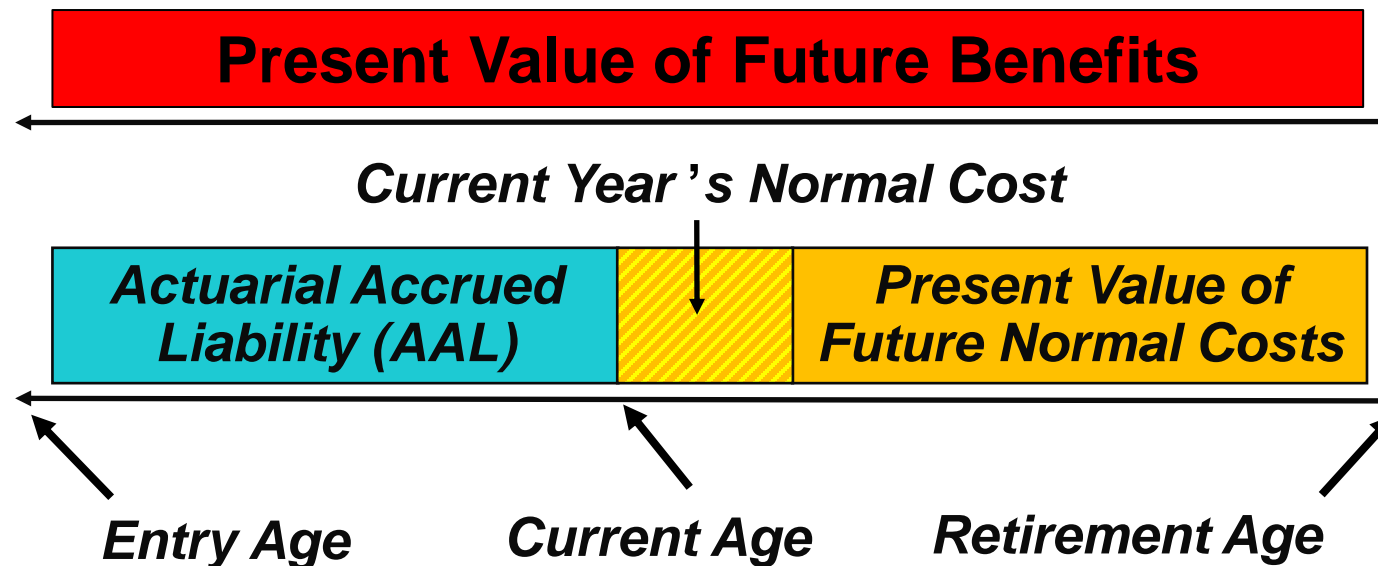 Present Value of Future Benefits
Current Year’s Normal Cost
Actuarial Accrued
Liability (AAL)
Present Value of
Future Normal Costs
Entry Age
Current Age
Retirement Age